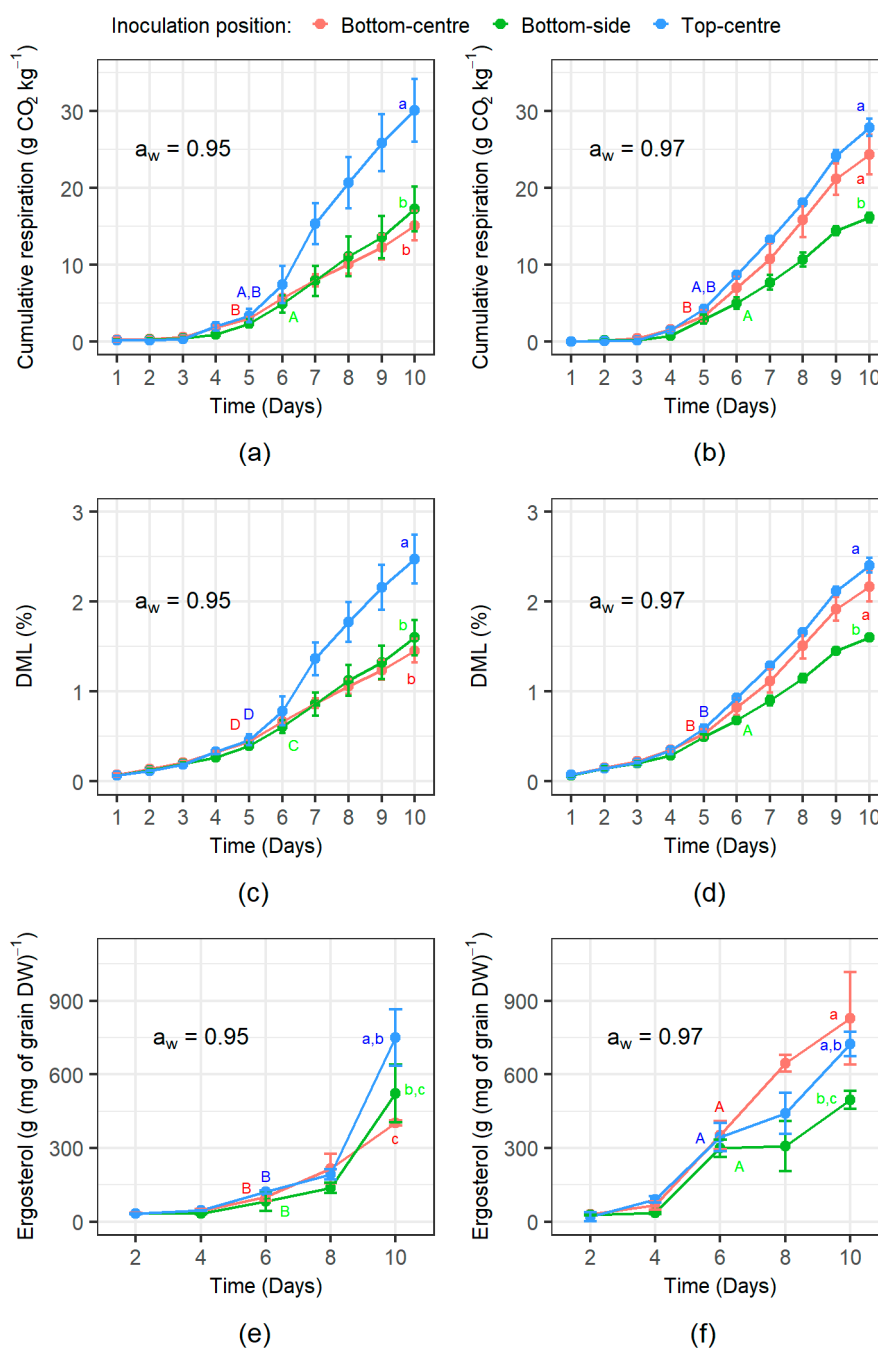 Inoculation position: Bottom-centre Bottom-side Top-centre
Cumulative respiration (g CO₂ kg⁻¹)
30
20
10
0
a_w = 0.95
a
b
b
A,B
B
A
1 2 3 4 5 6 7 8 9 10
Time (Days)
(a)
Cumulative respiration (g CO₂ kg⁻¹)
30
20
10
0
a_w = 0.97
a
a
b
A,B
B
A
1 2 3 4 5 6 7 8 9 10
Time (Days)
(b)
DML (%)
3
2
1
0
a_w = 0.95
a
b
b
D D
C
1 2 3 4 5 6 7 8 9 10
Time (Days)
(c)
DML (%)
3
2
1
0
a_w = 0.97
a
a
b
B
B
A
1 2 3 4 5 6 7 8 9 10
Time (Days)
(d)
Ergosterol (g (mg of grain DW)⁻¹
900
600
300
0
a_w = 0.95
a,b
b,c
c
B B
B
2 4 6 8 10
Time (Days)
(e)
Ergosterol (g (mg of grain DW)⁻¹
900
600
300
0
a_w = 0.97
a
a,b
b,c
A
A
A
2 4 6 8 10
Time (Days)
(f)